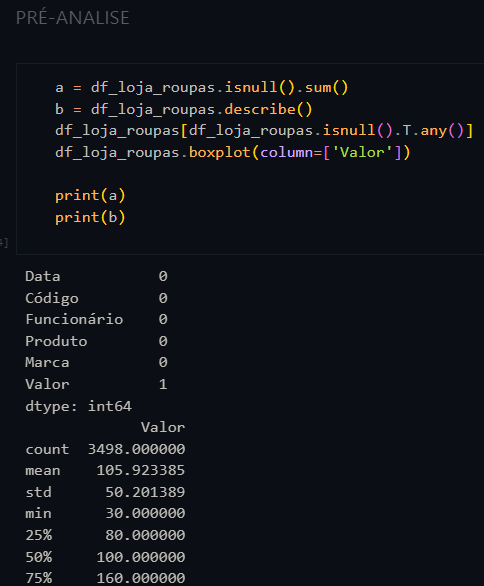 PRÉ-ANALISE
a = df_loja_roupas.isnull().sum()
b = df_loja_roupas.describe()
df_loja_roupas[df_loja_roupas.isnull().T.any()]
df_loja_roupas.boxplot(column=['Valor'])
print(a)
print(b)
4]
Data 0
Código 0
Funcionário 0
Produto 0
Marca 0
Valor 1
dtype: int64
Valor
count 3498.000000
mean 105.923385
std 50.201389
min 30.000000
25% 80.000000
50% 100.000000
75% 160.000000